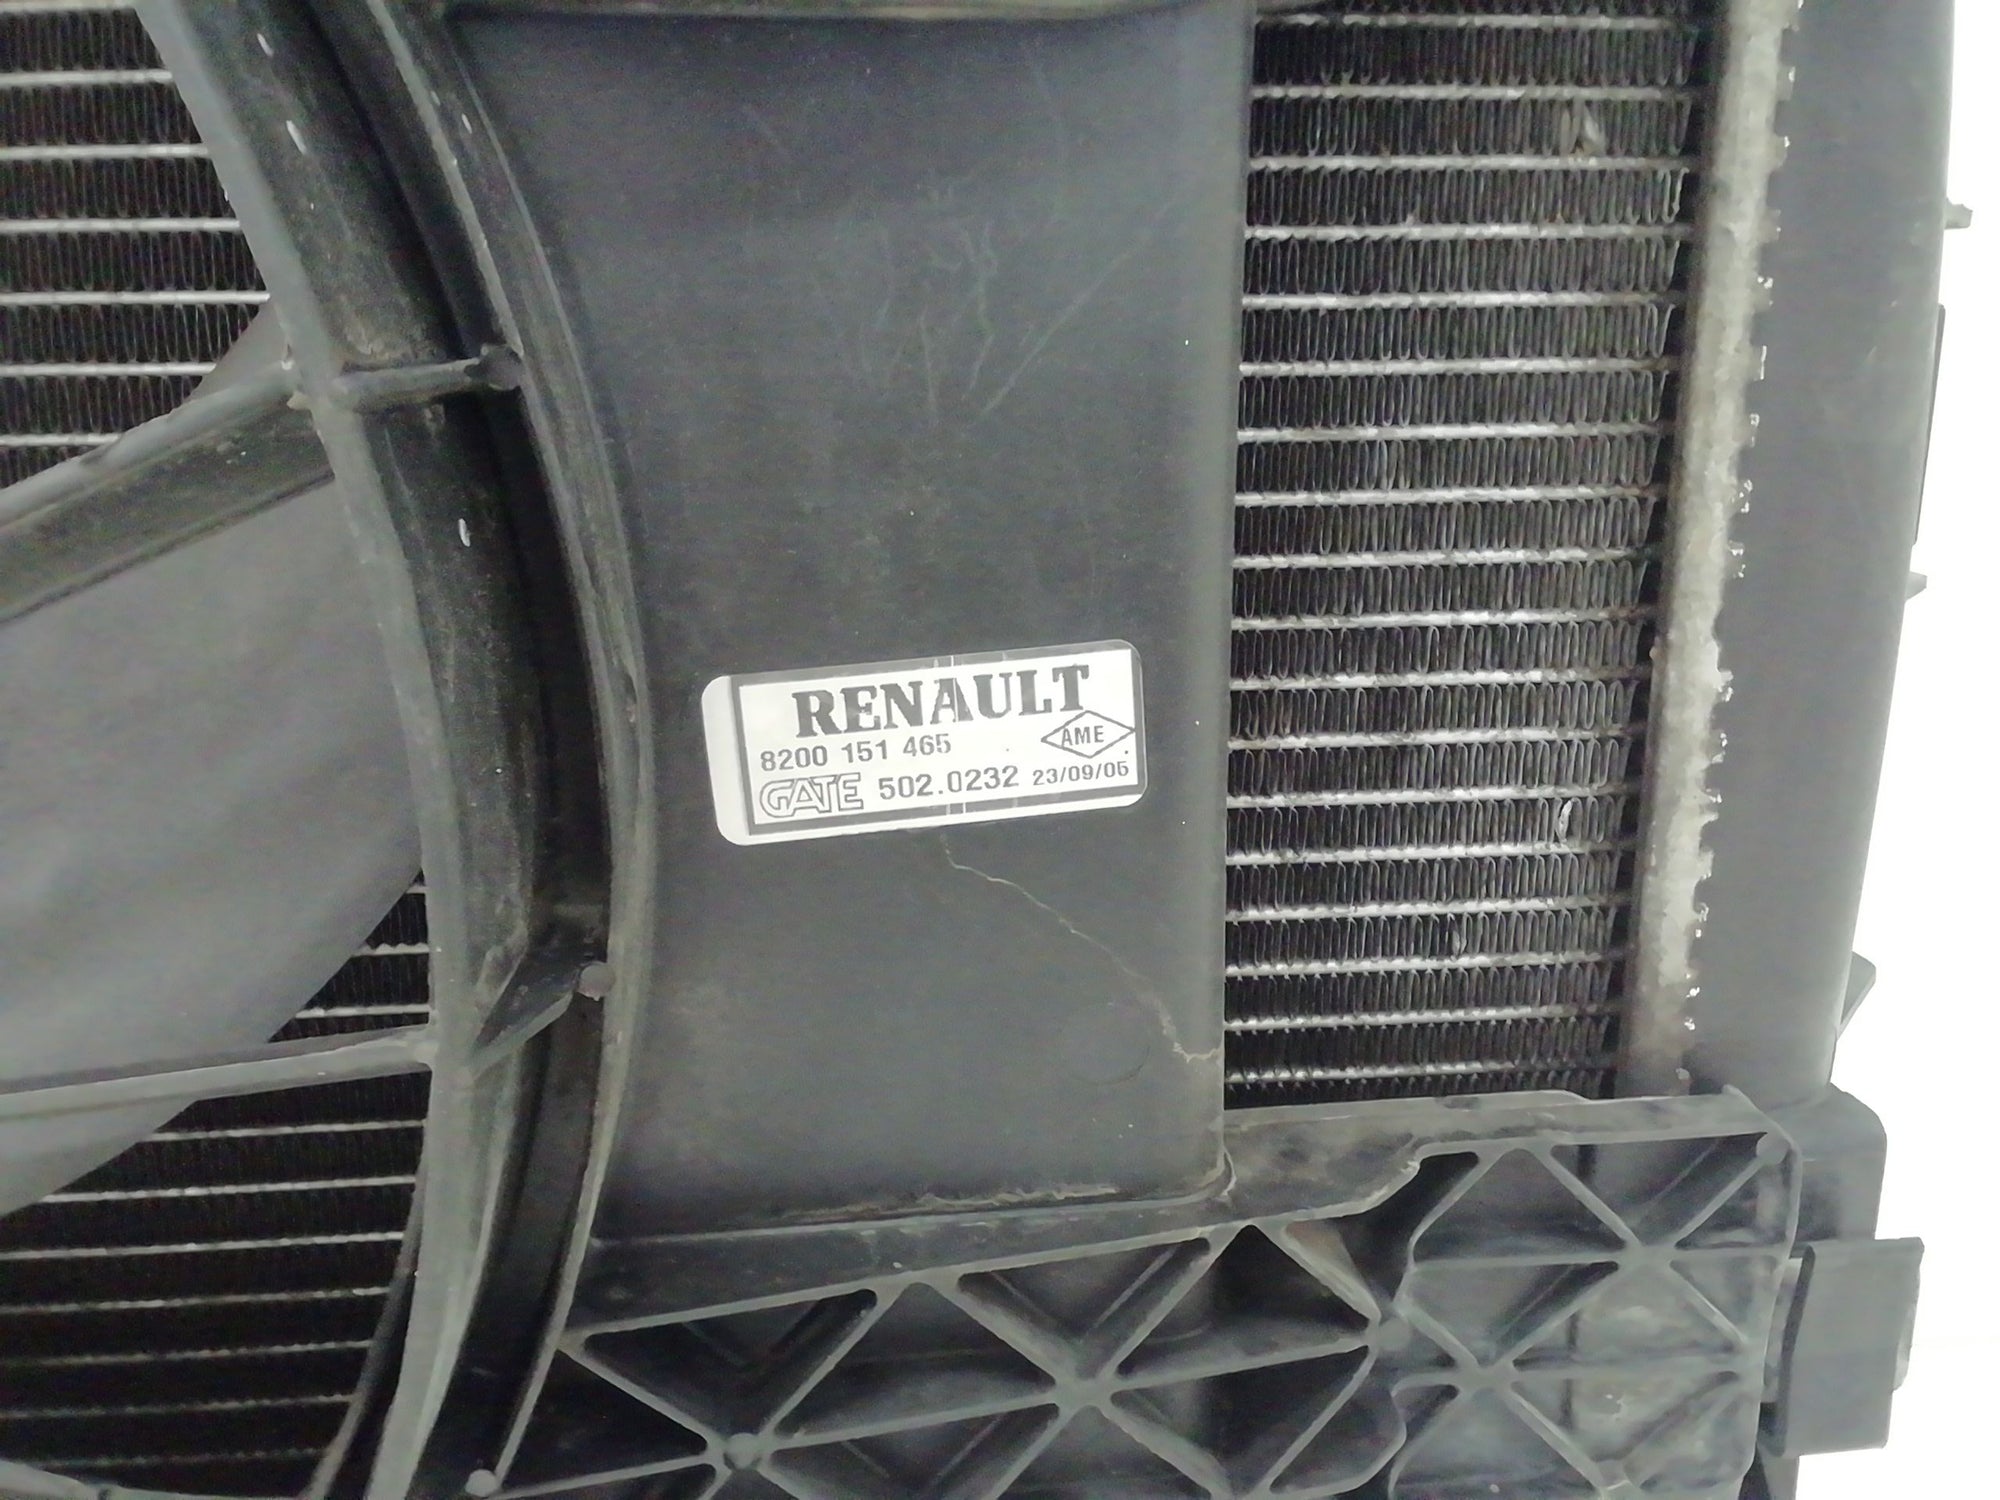 RENAULT
8200 151 465 AME
GATE 502.0232 23/09/05